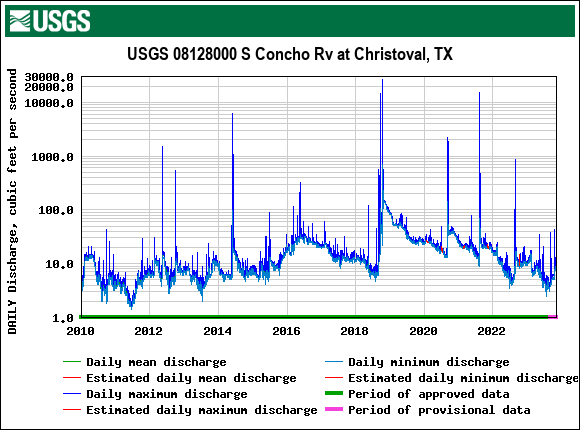 USGS
USGS 08128000 S Concho Rv at Christoval, TX
DAILY Discharge, cubic feet per second
30000.0
20000.0
10000.0
1000.0
100.0
10.0
1.0
2010 2012 2014 2016 2018 2020 2022
Daily mean discharge
Daily minimum discharge
Estimated daily mean discharge
Estimated daily minimum discharge
Daily maximum discharge
Period of approved data
Estimated daily maximum discharge
Period of provisional data